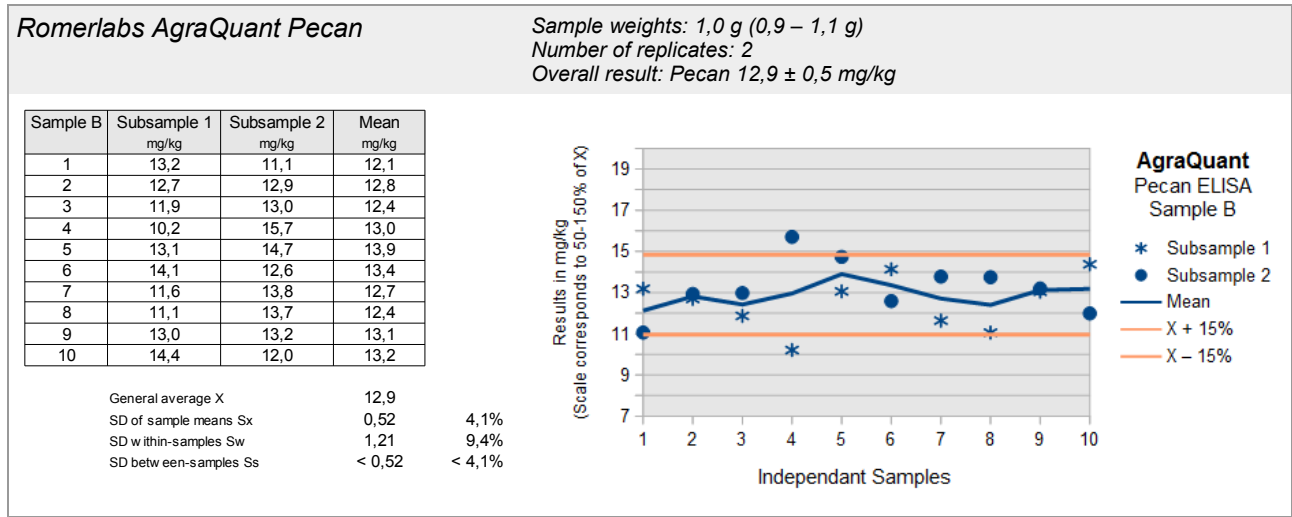 Romerlabs AgraQuant Pecan
Sample weights: 1,0 g (0,9 – 1,1 g)
Number of replicates: 2
Overall result: Pecan 12,9 ± 0,5 mg/kg
Sample B Subsample 1 Subsample 2 Mean
mg/kg mg/kg mg/kg
1 13,2 11,1 12,1
2 12,7 12,9 12,8
3 11,9 13,0 12,4
4 10,2 15,7 13,0
5 13,1 14,7 13,9
6 14,1 12,6 13,4
7 11,6 13,8 12,7
8 11,1 13,7 12,4
9 13,0 13,2 13,1
10 14,4 12,0 13,2
General average X 12,9
SD of sample means Sx 0,52 4,1%
SD within-samples Sw 1,21 9,4%
SD between-samples Ss < 0,52 < 4,1%
Results in mg/kg
(Scale corresponds to 50-150% of X)
19
17
15
13
11
9
7
1 2 3 4 5 6 7 8 9 10
Independant Samples
AgraQuant
Pecan ELISA
Sample B
Subsample 1
Subsample 2
Mean
X + 15%
X – 15%